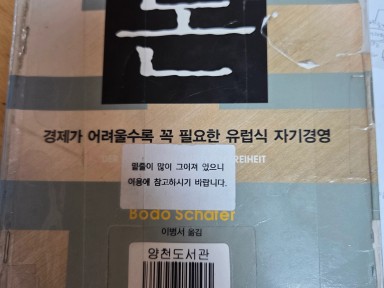 돈
경제가 어려울수록 꼭 필요한 유럽식 자기경영
REIHEIT
밑줄이 많이 그어져 있으니
이용에 참고하시기 바랍니다.
Bodo Schäfer
이병서 옮김
양천도서관